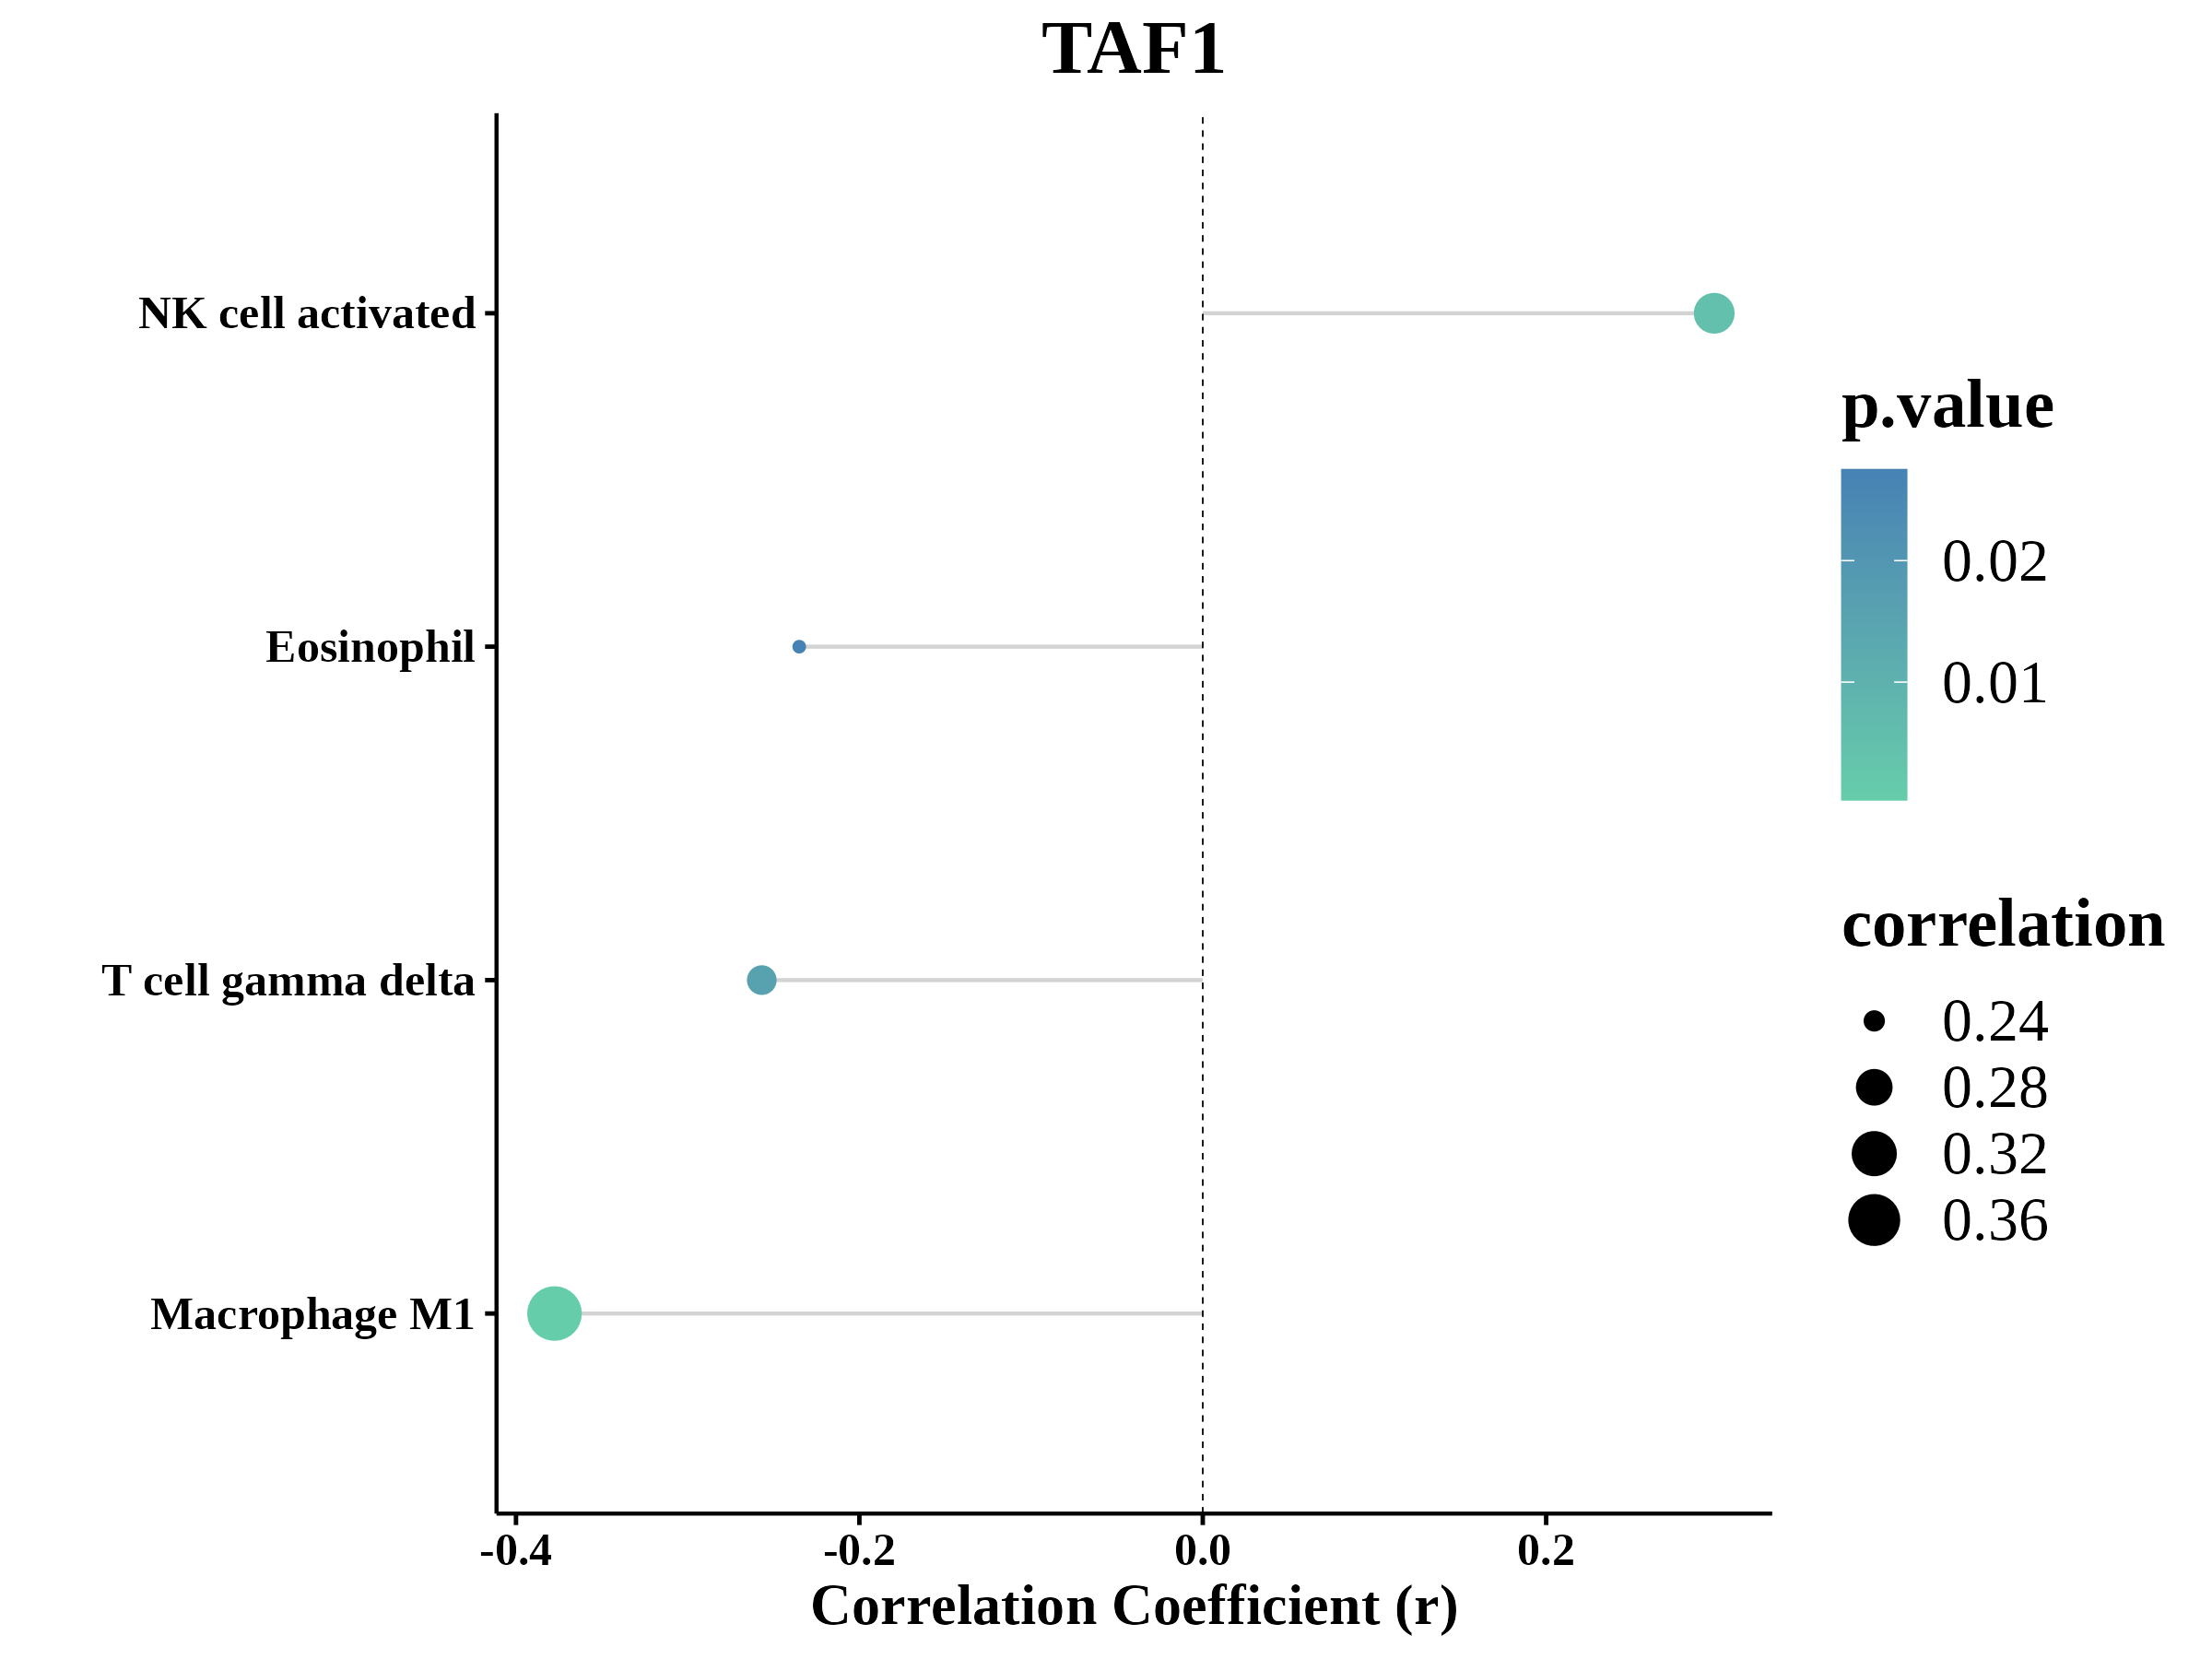 TAF1
NK cell activated
Eosinophil
T cell gamma delta
Macrophage M1
-0.4
-0.2
0.0
0.2
Correlation Coefficient (r)
p.value
0.02
0.01
correlation
0.24
0.28
0.32
0.36